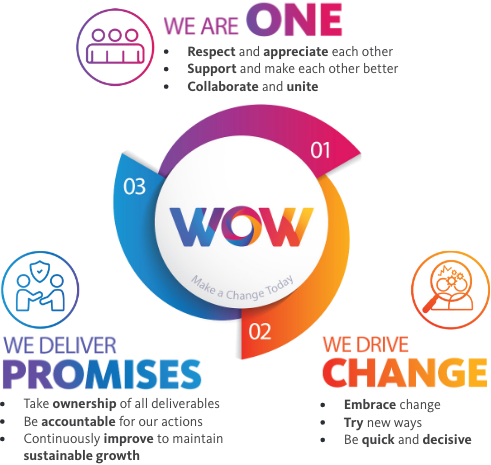 WE ARE ONE
• Respect and appreciate each other
• Support and make each other better
• Collaborate and unite
01
03
WOW
Make a Change Today
02
WE DELIVER
PROMISES
• Take ownership of all deliverables
• Be accountable for our actions
• Continuously improve to maintain
sustainable growth
WE DRIVE
CHANGE
• Embrace change
• Try new ways
• Be quick and decisive